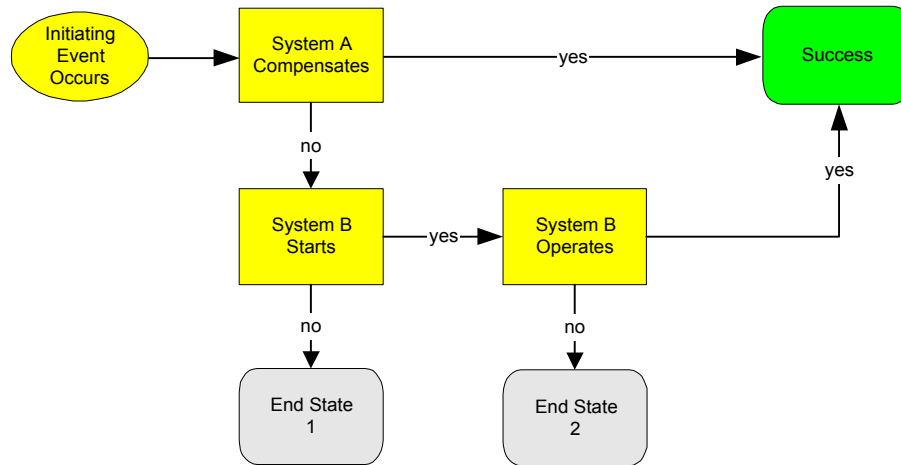 Initiating
Event
Occurs
System A
Compensates
yes
Success
no
yes
System B
Starts
yes
System B
Operates
no
no
End State
1
End State
2